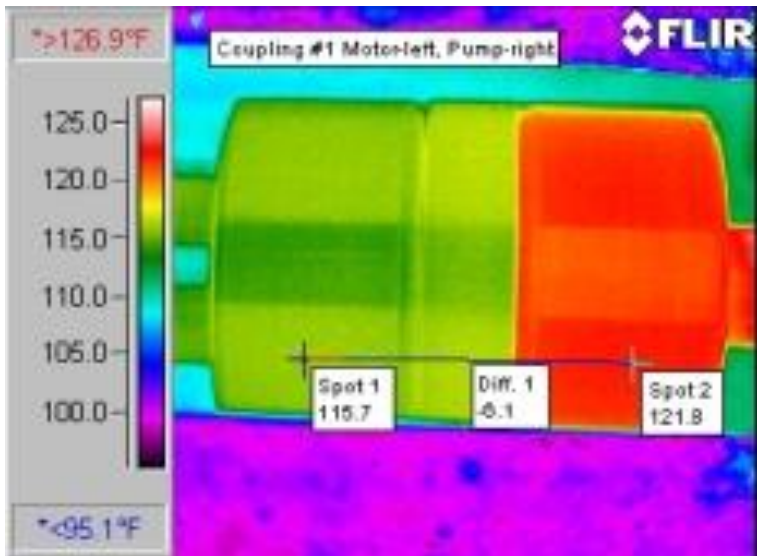 *>126.9°F
Coupling #1 Motor-left, Pump-right
FLIR
125.0
120.0
115.0
110.0
105.0
100.0
Spot 1
115.7
Diff. 1
-6.1
Spot 2
121.8
*<95.1°F